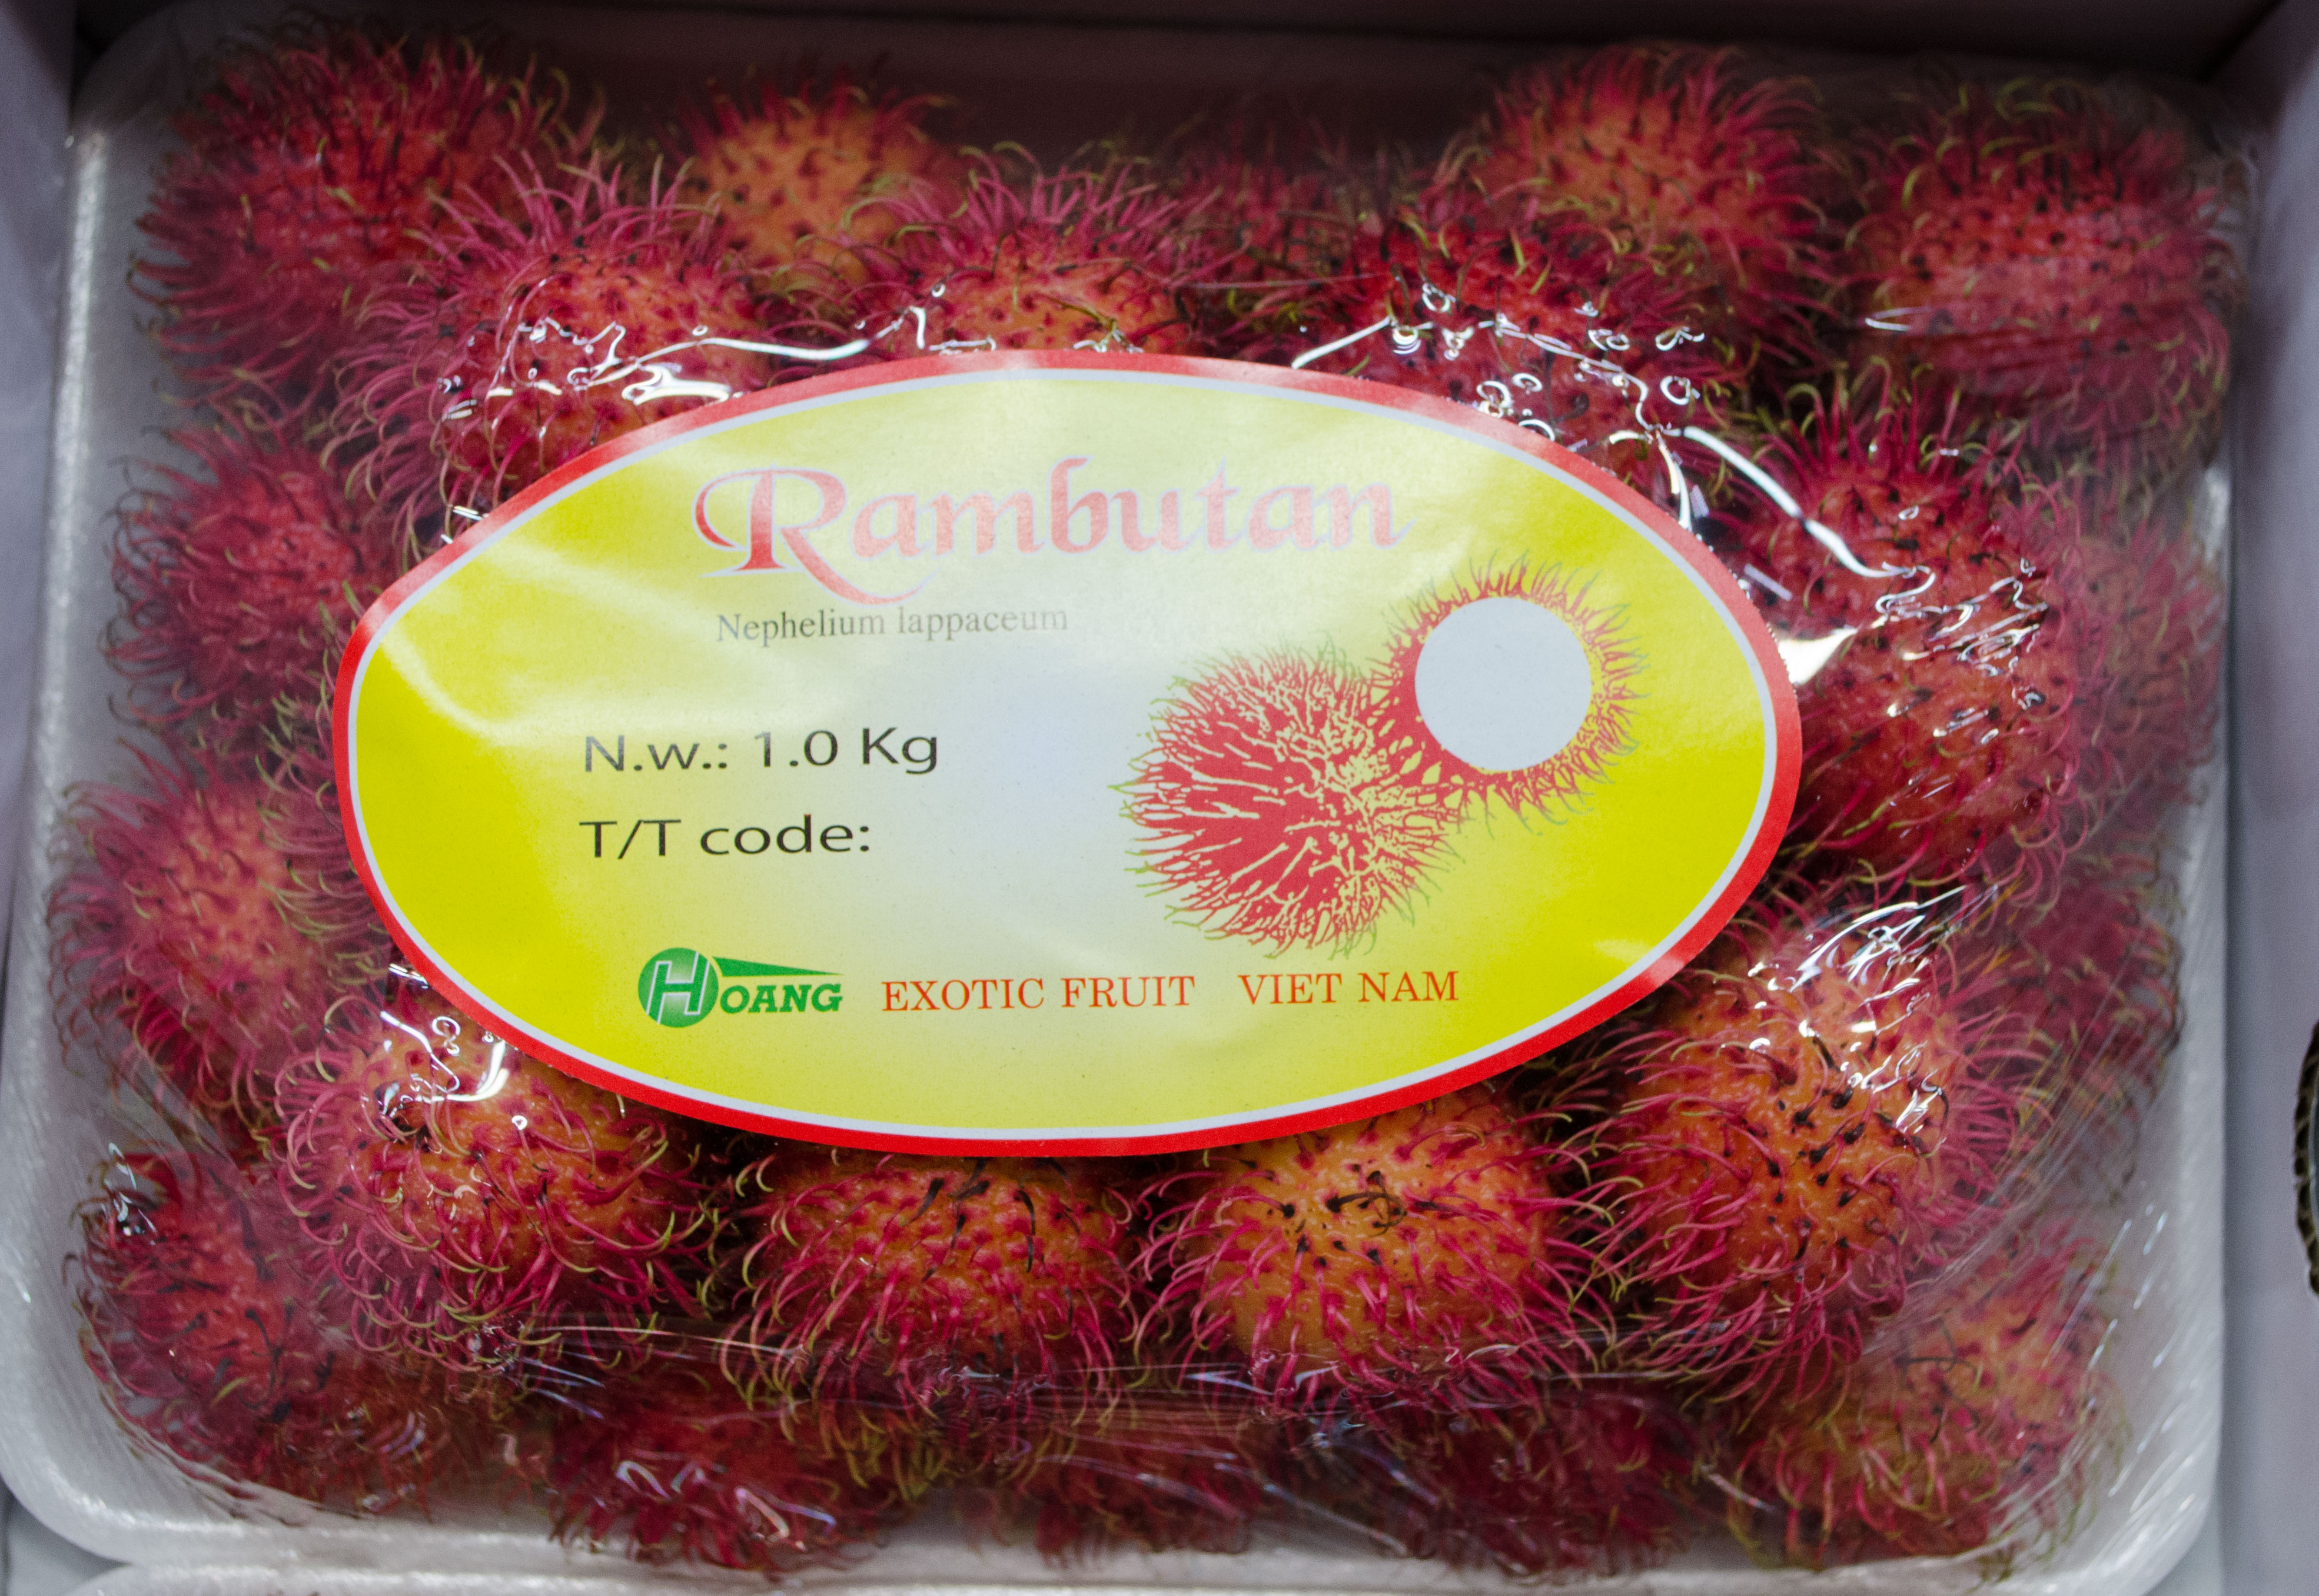 Rambutan
Nephelium lappaceum
N.w.: 1.0 Kg
T/T code:
HOANG EXOTIC FRUIT VIET NAM